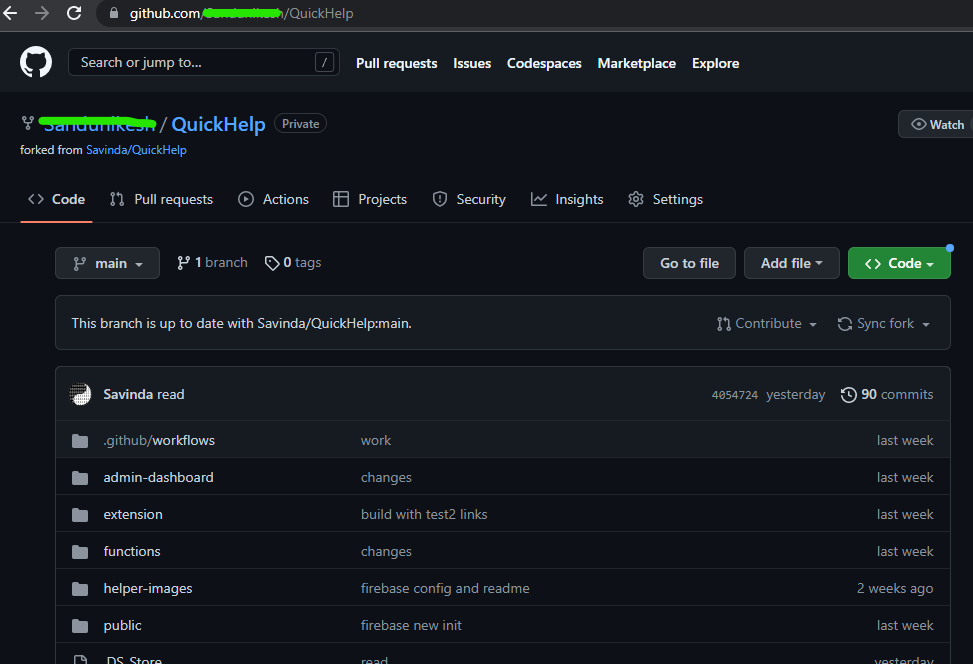 github.com/ /QuickHelp
Search or jump to... /
Pull requests Issues Codespaces Marketplace Explore
/ QuickHelp Private
Watch
forked from Savinda/QuickHelp
Code Pull requests Actions Projects Security Insights Settings
main 1 branch 0 tags Go to file Add file Code
This branch is up to date with Savinda/QuickHelp:main. Contribute Sync fork
Savinda read 4054724 yesterday 90 commits
.github/workflows work last week
admin-dashboard changes last week
extension build with test2 links last week
functions changes last week
helper-images firebase config and readme 2 weeks ago
public firebase new init last week
.DS_Store read yesterday